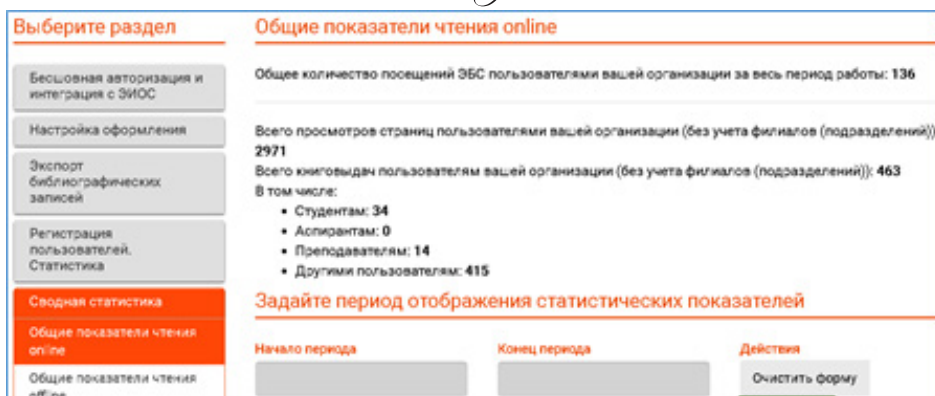 Выберите раздел
Бесшовная авторизация и
интеграция с ЭИОС
Настройка оформления
Экспорт
библиографических
записей
Регистрация
пользователей.
Статистика
Сводная статистика
Общие показатели чтения
online
Общие показатели чтения
offline
Общие показатели чтения online
Общее количество посещений ЭБС пользователями вашей организации за весь период работы: 136
Всего просмотров страниц пользователями вашей организации (без учета филиалов (подразделений))
2971
Всего книговыдач пользователям вашей организации (без учета филиалов (подразделений)): 463
В том числе:
• Студентам: 34
• Аспирантам: 0
• Преподавателям: 14
• Другими пользователям: 415
Задайте период отображения статистических показателей
Начало периода
Конец периода
Действия
Очистить форму